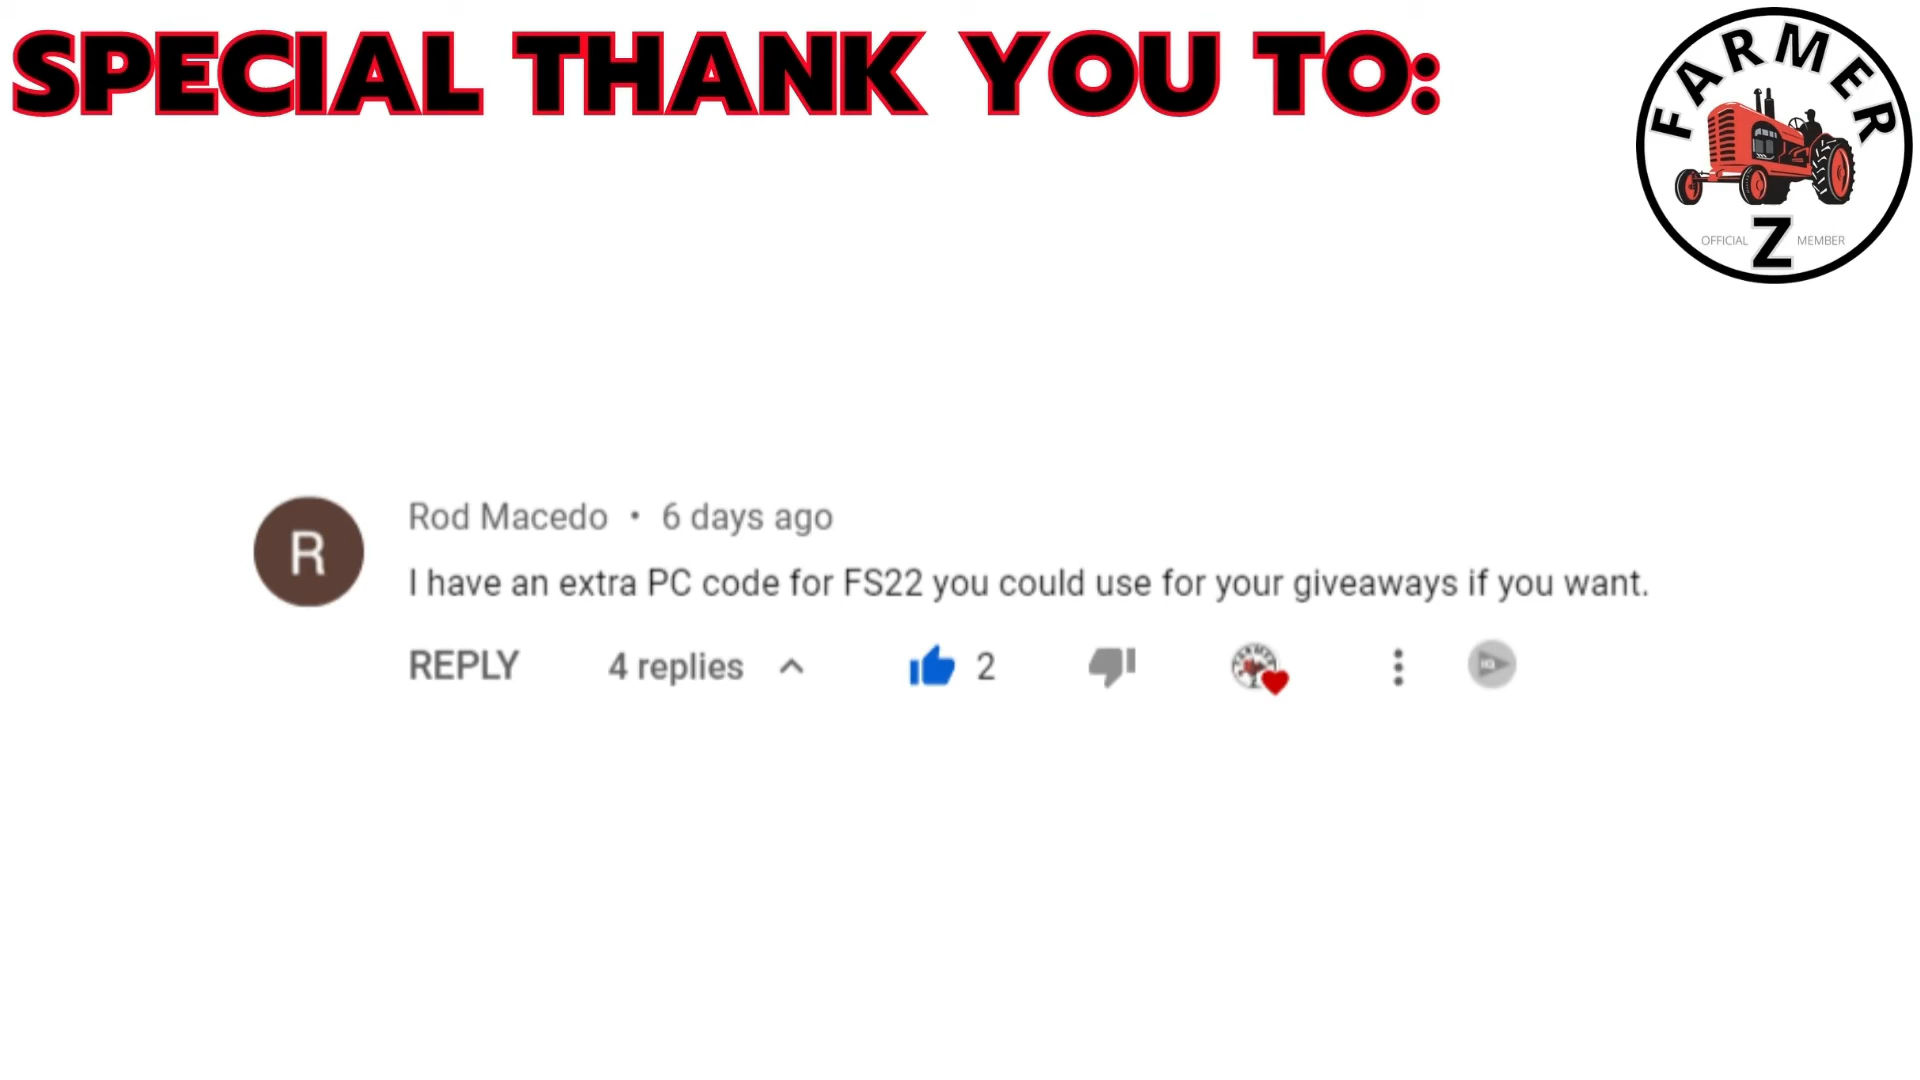 SPECIAL THANK YOU TO:
FARMER
OFFICIAL Z MEMBER
R
Rod Macedo • 6 days ago
I have an extra PC code for FS22 you could use for your giveaways if you want.
REPLY 4 replies 2